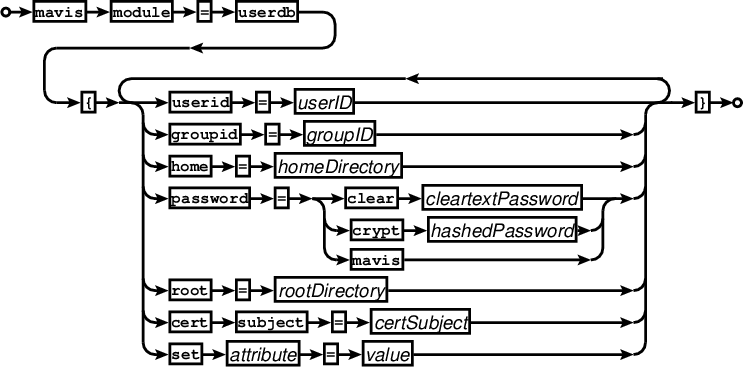 mavis module = userdb
{ userid = userID }
groupid = groupID
home = homeDirectory
password = clear cleartextPassword
crypt hashedPassword
mavis
root = rootDirectory
cert subject = certSubject
set attribute = value